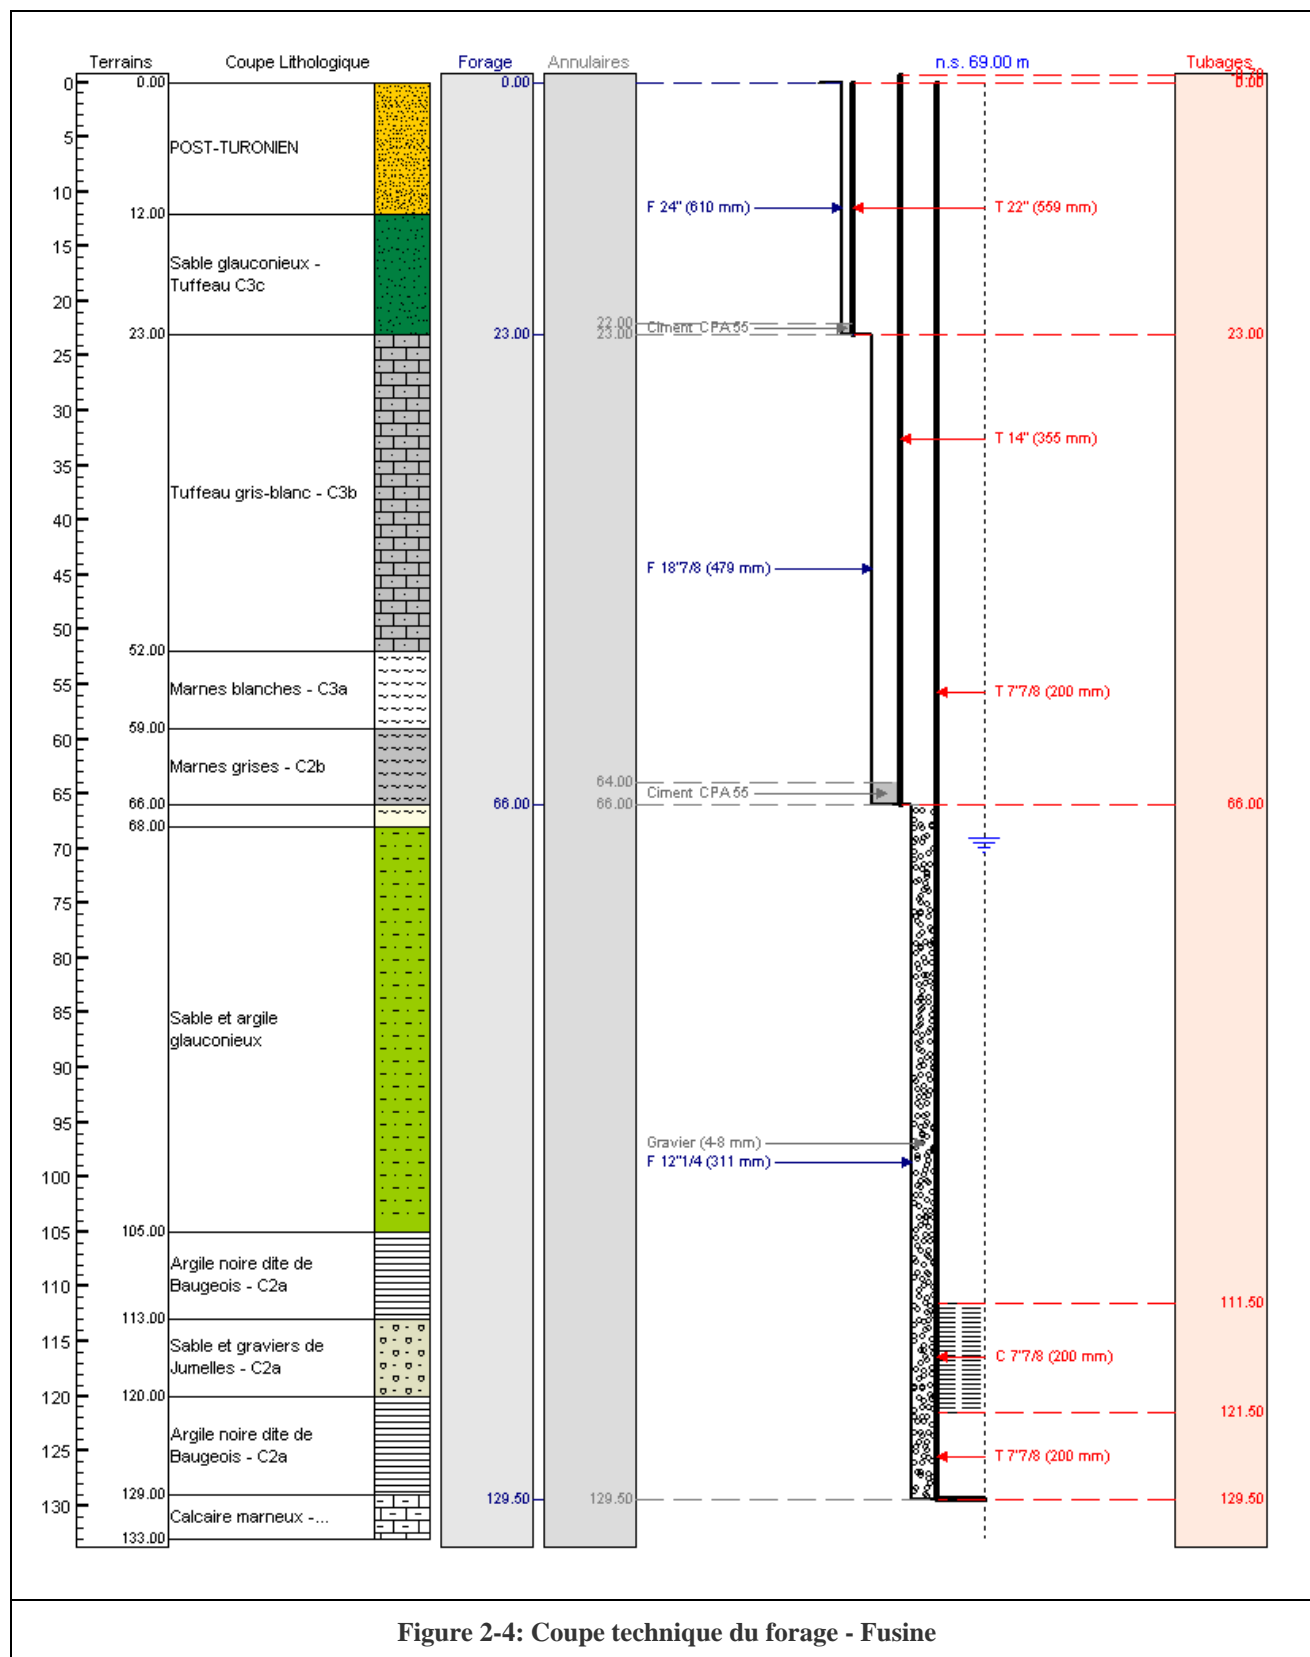 Terrains
Coupe Lithologique
Forage
Annulaires
n.s. 69.00 m
Tubages
0
5
10
15
20
25
30
35
40
45
50
55
60
65
70
75
80
85
90
95
100
105
110
115
120
125
130
0.00
12.00
23.00
52.00
59.00
66.00
68.00
105.00
113.00
120.00
129.00
133.00
POST-TURONIEN
Sable glauconieux -
Tuffeau C3c
Tuffeau gris-blanc - C3b
Marnes blanches - C3a
Marnes grises - C2b
Sable et argile
glauconieux
Argile noire dite de
Baugeois - C2a
Sable et graviers de
Jumelles - C2a
Argile noire dite de
Baugeois - C2a
Calcaire marneux -...
0.00
23.00
66.00
129.50
22.00
23.00
64.00
66.00
129.50
F 24" (610 mm)
Ciment CPA 55
F 18'7/8 (479 mm)
Ciment CPA 55
Gravier (4-8 mm)
F 12"1/4 (311 mm)
T 22" (559 mm)
T 14" (355 mm)
T 7"7/8 (200 mm)
C 7"7/8 (200 mm)
T 7"7/8 (200 mm)
0.00
23.00
66.00
111.50
121.50
129.50
Figure 2-4: Coupe technique du forage - Fusine